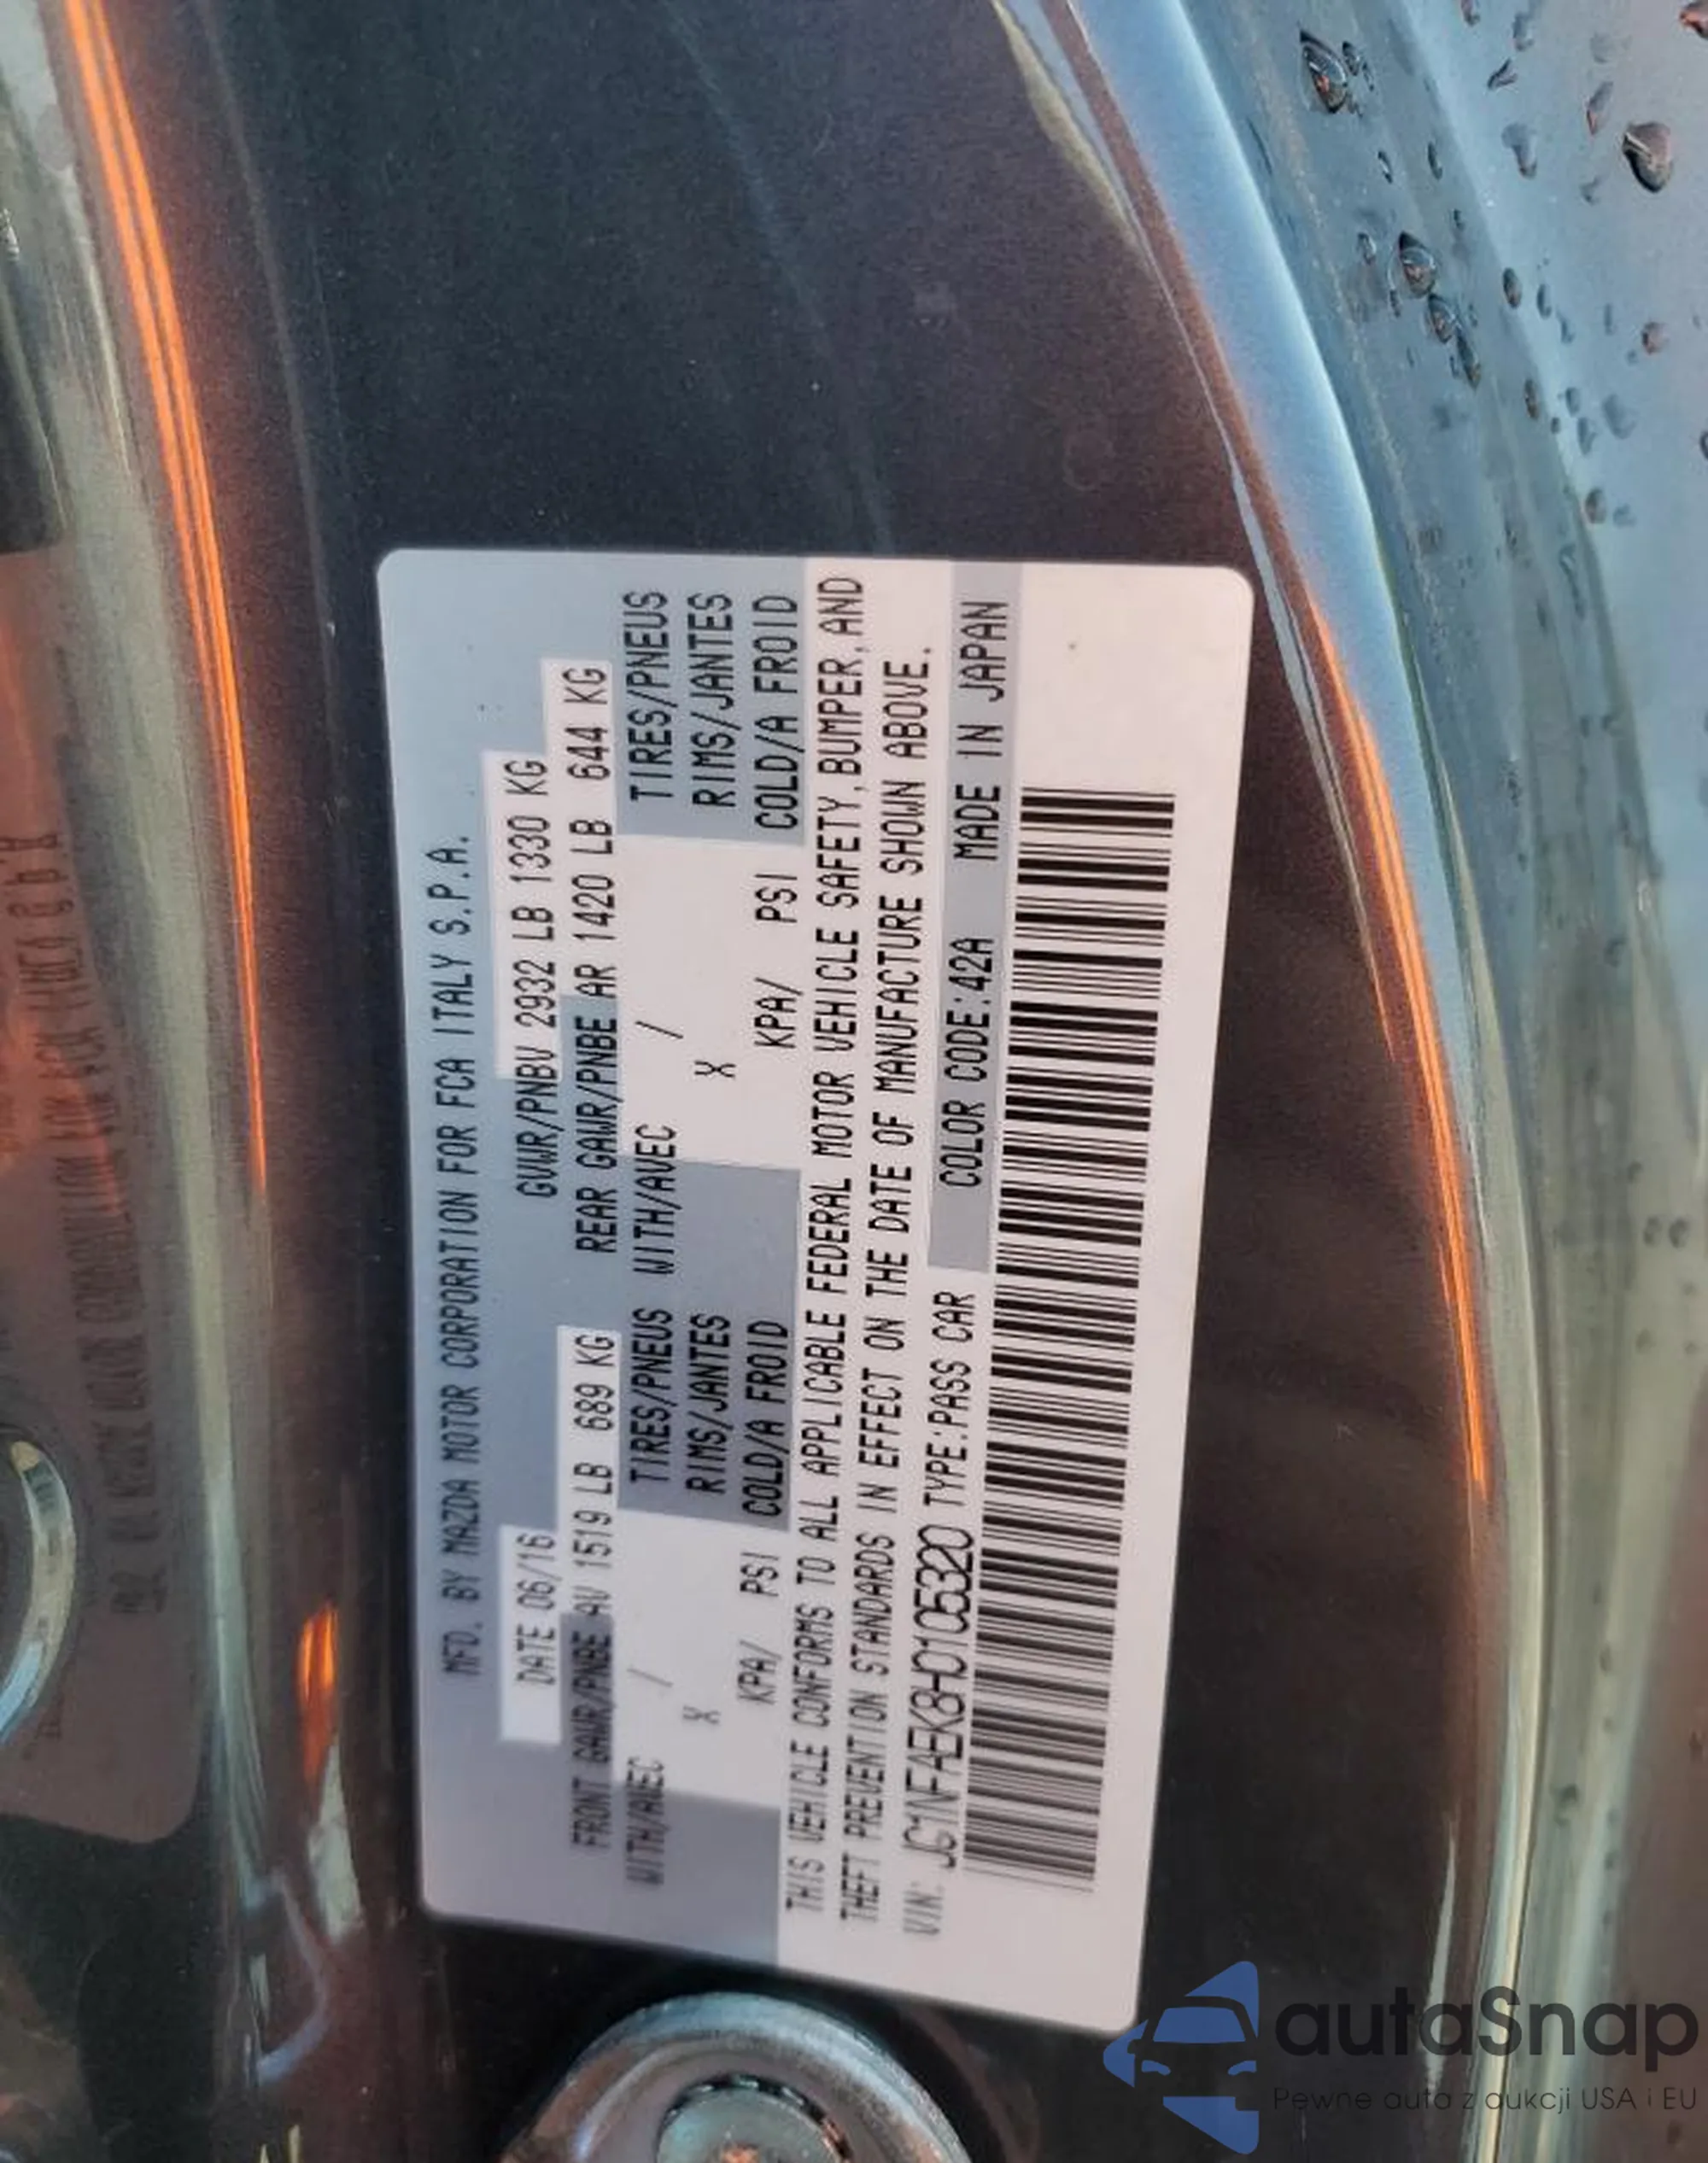 MFD. BY MAZDA MOTOR CORPORATION FOR FCA ITALY S.P.A.
DATE 06/16 GVWR/PNBV 2932 LB 1330 KG
FRONT GAWR/PNBE AV 1519 LB 689 KG REAR GAWR/PNBE AR 1420 LB 644 KG
WITH/AVEC / TIRES/PNEUS WITH/AVEC / TIRES/PNEUS
X RIMS/JANTES X RIMS/JANTES
KPA/ PSI COLD/A FROID KPA/ PSI COLD/A FROID
THIS VEHICLE CONFORMS TO ALL APPLICABLE FEDERAL MOTOR VEHICLE SAFETY, BUMPER, AND
THEFT PREVENTION STANDARDS IN EFFECT ON THE DATE OF MANUFACTURE SHOWN ABOVE.
VIN: JC1NFAEK8H0105320 TYPE:PASS CAR COLOR CODE:42A MADE IN JAPAN
autaSnap
Pewne auta z aukcji USA i EU